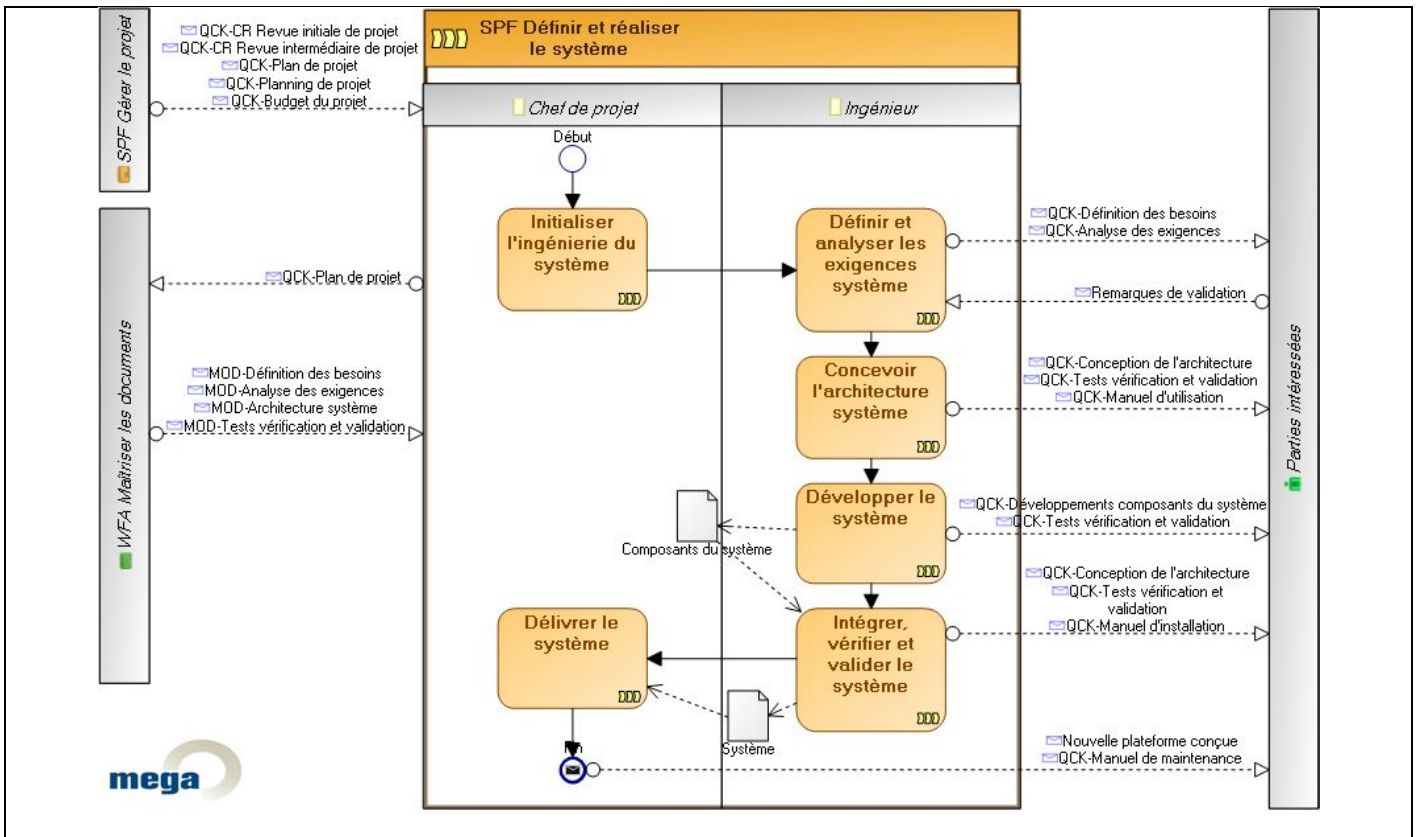 SPF Gérer le projet
QCK-CR Revue initiale de projet
QCK-CR Revue intermédiaire de projet
QCK-Plan de projet
QCK-Planning de projet
QCK-Budget du projet
SPF Définir et réaliser
le système
Chef de projet
Ingénieur
Début
Initialiser
l'ingénierie du
système
Définir et
analyser les
exigences
système
QCK-Définition des besoins
QCK-Analyse des exigences
Remarques de validation
QCK-Plan de projet
WFA Maîtriser les documents
MOD-Définition des besoins
MOD-Analyse des exigences
MOD-Architecture système
MOD-Tests vérification et validation
Concevoir
l'architecture
système
QCK-Conception de l'architecture
QCK-Tests vérification et validation
QCK-Manuel d'utilisation
Parties intéressées
Développer le
système
QCK-Développements composants du système
QCK-Tests vérification et validation
Composants du système
Délivrer le
système
Intégrer,
vérifier et
valider le
système
QCK-Conception de l'architecture
QCK-Tests vérification et
validation
QCK-Manuel d'installation
Système
Nouvelle plateforme conçue
QCK-Manuel de maintenance
mega